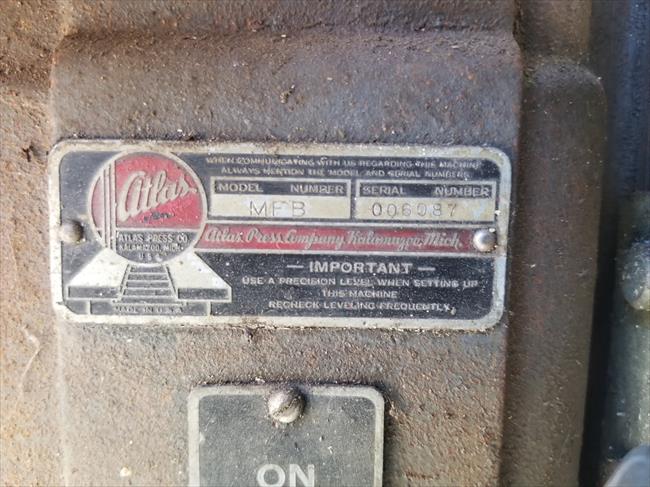 WHEN COMMUNICATING WITH US REGARDING THIS MACHINE
ALWAYS MENTION THE MODEL AND SERIAL NUMBERS
MODEL NUMBER SERIAL NUMBER
MFB 006087
Atlas
ATLAS PRESS CO
KALAMAZOO, MICH.
U S A
Atlas Press Company, Kalamazoo, Mich.
— IMPORTANT —
USE A PRECISION LEVEL WHEN SETTING UP
THIS MACHINE
RECHECK LEVELING FREQUENTLY
MADE IN U.S.A.
ON